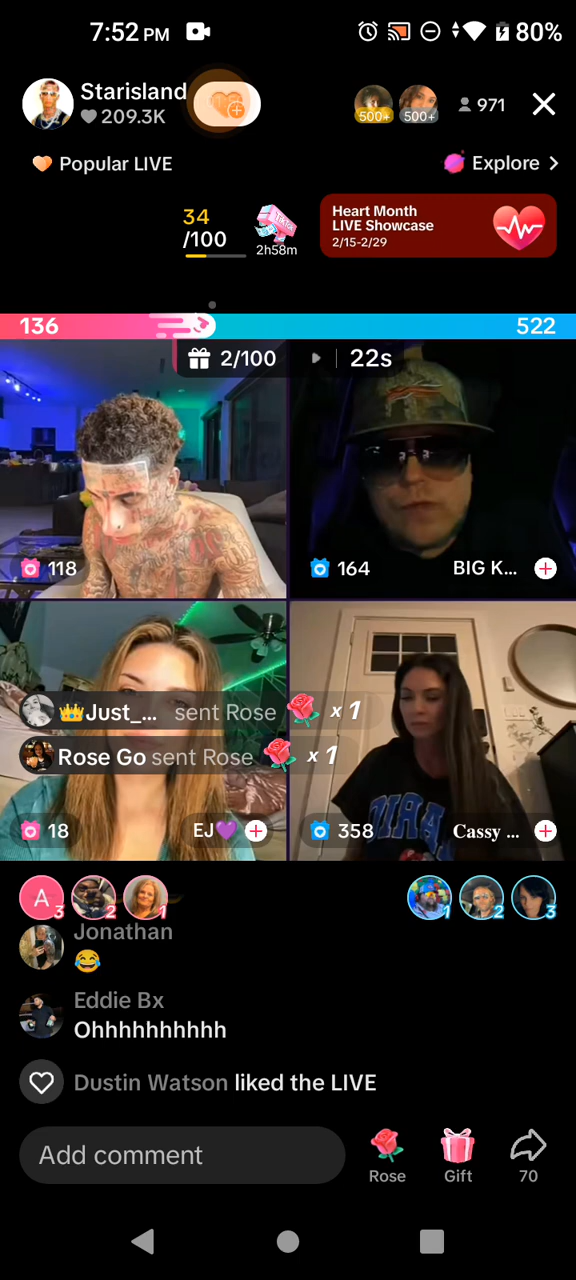 7:52 PM
80%
Starisland
209.3K
500+
500+
971
Popular LIVE
Explore
34
/100
TikTok
2h58m
Heart Month
LIVE Showcase
2/15-2/29
136
522
2/100
22s
118
164
BIG K...
👑Just_...
sent Rose
x 1
Rose Go sent Rose
x 1
18
EJ💜
358
Cassy ...
A
3
2
1
1
2
3
Jonathan
😂
Eddie Bx
Ohhhhhhhhhh
Dustin Watson liked the LIVE
Add comment
Rose
Gift
70